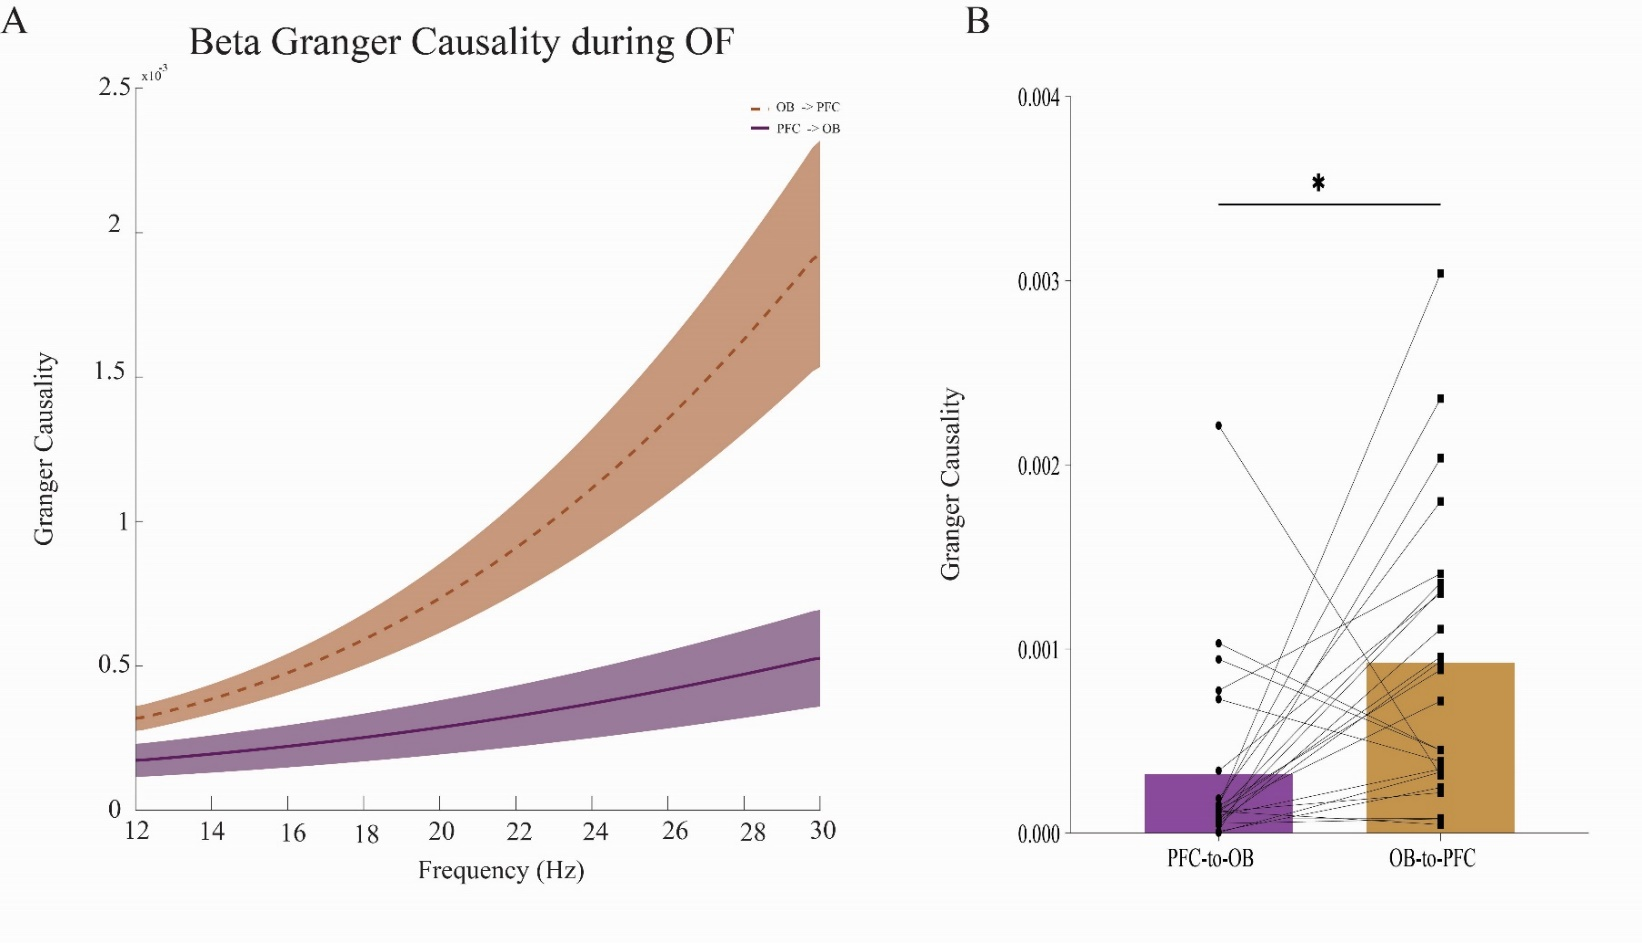 A
Beta Granger Causality during OF
2.5
x10-3
OB -> PFC
PFC -> OB
2
1.5
1
0.5
0
Granger Causality
12 14 16 18 20 22 24 26 28 30
Frequency (Hz)
B
0.004
*
0.003
0.002
0.001
0.000
Granger Causality
PFC-to-OB OB-to-PFC